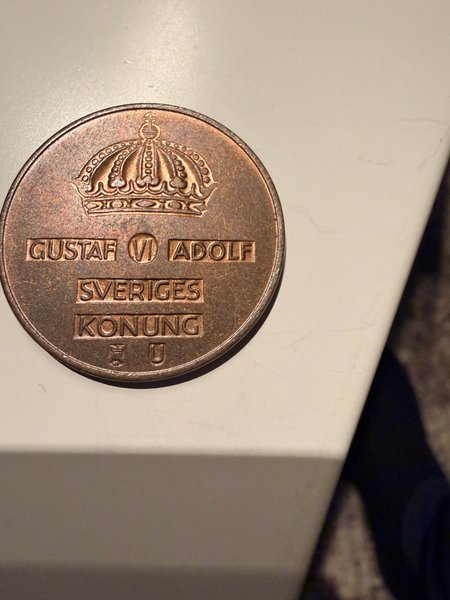 GUSTAF VI ADOLF
SVERIGES
KONUNG
U